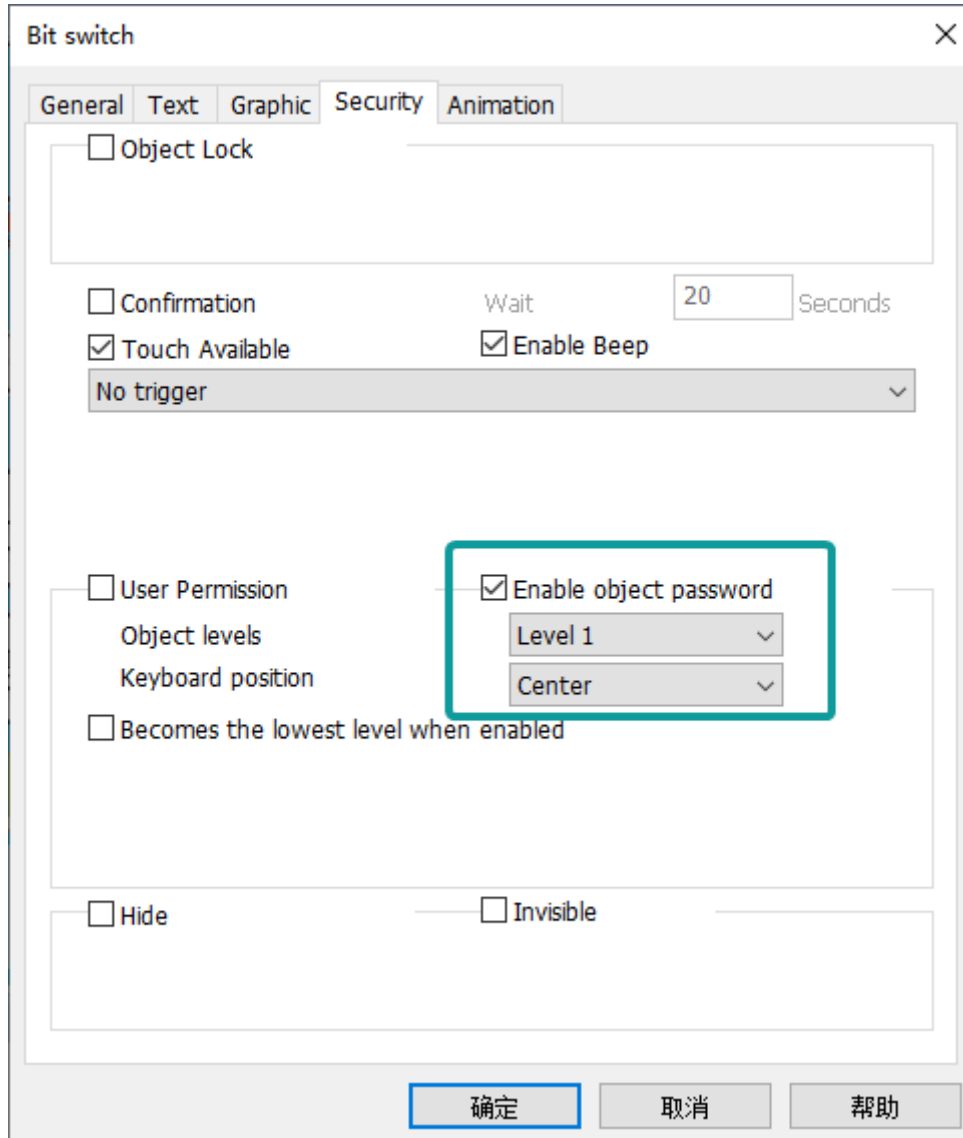 Bit switch
General Text Graphic Security Animation
Object Lock
Confirmation Wait 20 Seconds
Touch Available Enable Beep
No trigger
User Permission Enable object password
Object levels Level 1
Keyboard position Center
Becomes the lowest level when enabled
Hide Invisible
确定 取消 帮助